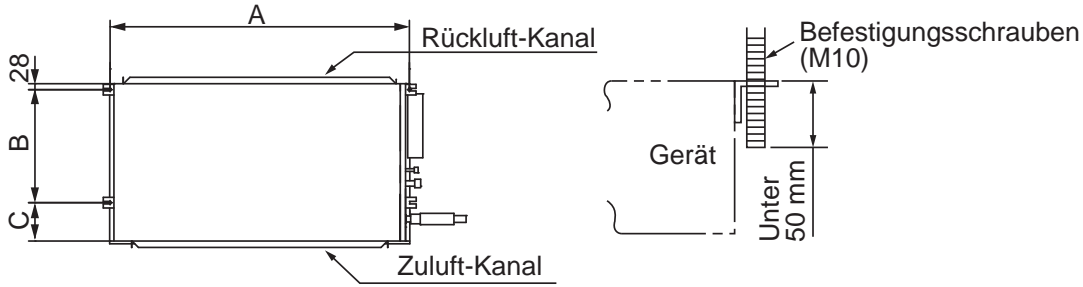 A
Rückluft-Kanal
28
B
C
Zuluft-Kanal
Befestigungsschrauben
(M10)
Gerät
Unter
50 mm